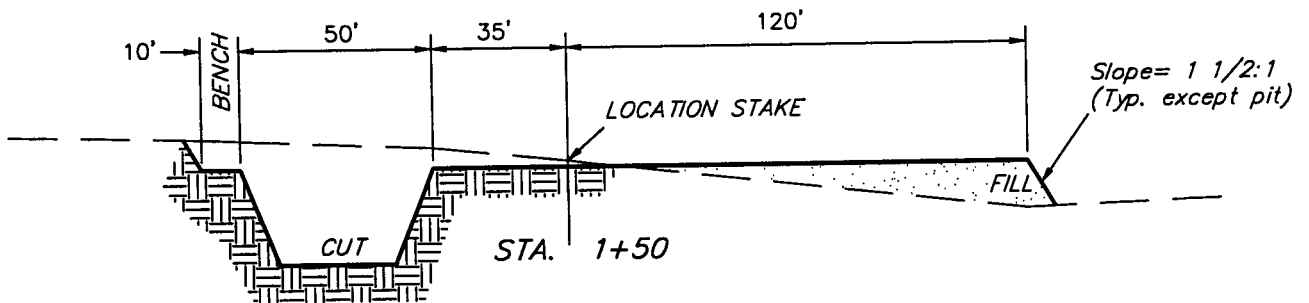 10'
BENCH
50'
35'
120'
Slope= 1 1/2:1
(Typ. except pit)
LOCATION STAKE
FILL
CUT
STA. 1+50